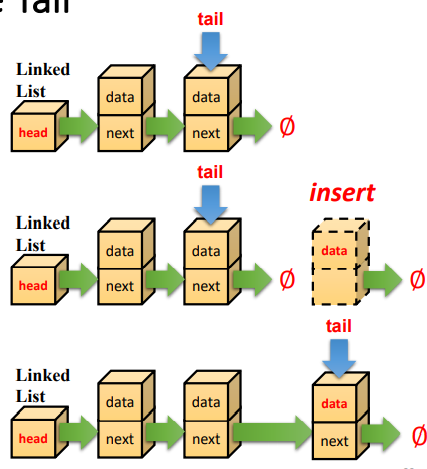 Tail
tail
Linked
List
data
data
head
next
next
∅
tail
insert
Linked
List
data
data
data
head
next
next
∅
∅
tail
Linked
List
data
data
data
head
next
next
next
∅